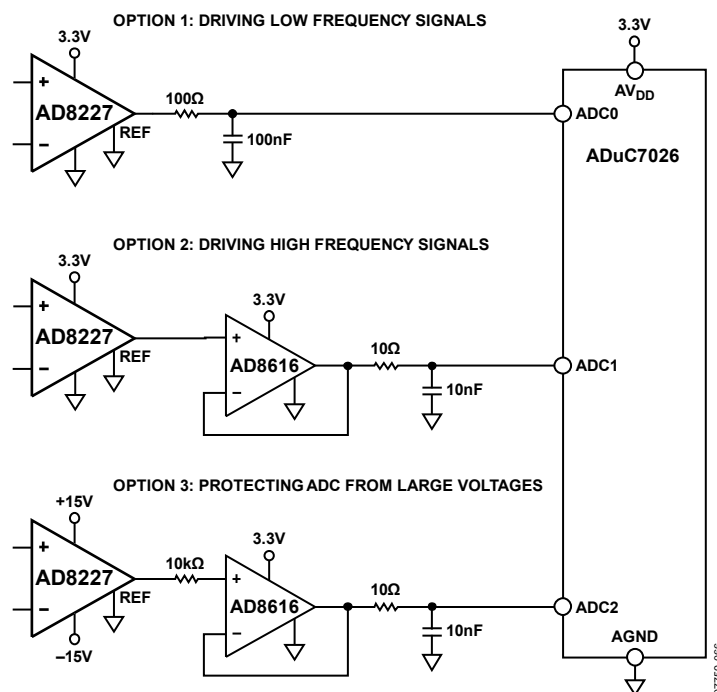 OPTION 1: DRIVING LOW FREQUENCY SIGNALS
3.3V
+
AD8227
−
REF
100Ω
100nF
3.3V
AVDD
ADC0
ADuC7026
OPTION 2: DRIVING HIGH FREQUENCY SIGNALS
3.3V
+
AD8227
−
REF
3.3V
+
AD8616
−
10Ω
10nF
ADC1
OPTION 3: PROTECTING ADC FROM LARGE VOLTAGES
+15V
+
AD8227
−
REF
−15V
10kΩ
3.3V
+
AD8616
−
10Ω
10nF
ADC2
AGND